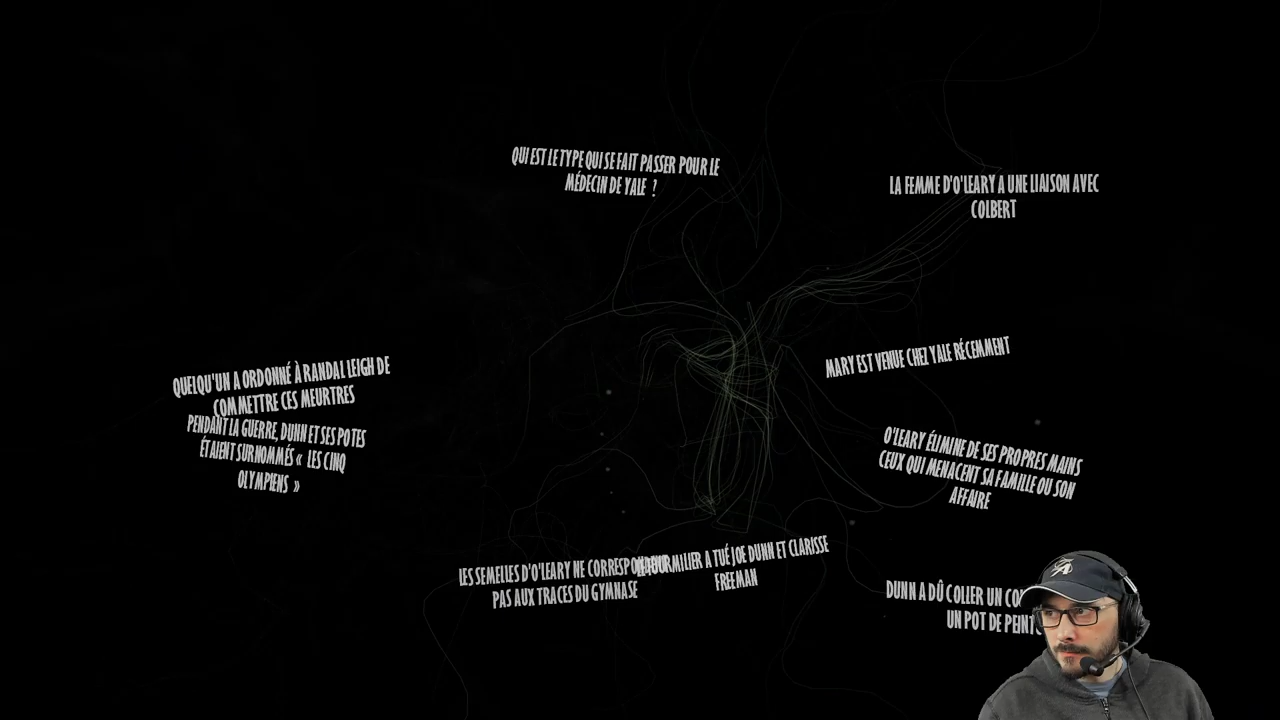 QUI EST LE TYPE QUI SE FAIT PASSER POUR LE
MÉDECIN DE YALE ?
LA FEMME D'O'LEARY A UNE LIAISON AVEC
COLBERT
MARY EST VENUE CHEZ YALE RÉCEMMENT
QUELQU'UN A ORDONNÉ À RANDAL LEIGH DE
COMMETTRE CES MEURTRES
PENDANT LA GUERRE, DUNN ET SES POTES
ÉTAIENT SURNOMMÉS « LES CINQ
OLYMPIENS »
O'LEARY ÉLIMINE DE SES PROPRES MAINS
CEUX QUI MENACENT SA FAMILLE OU SON
AFFAIRE
LES SEMELLES D'O'LEARY NE
PAS AUX TRACES DU GYMNASE
A TUÉ JOE DUNN ET CLARISSE
FREEMAN
DUNN A DÛ COLLER UN
UN POT DE